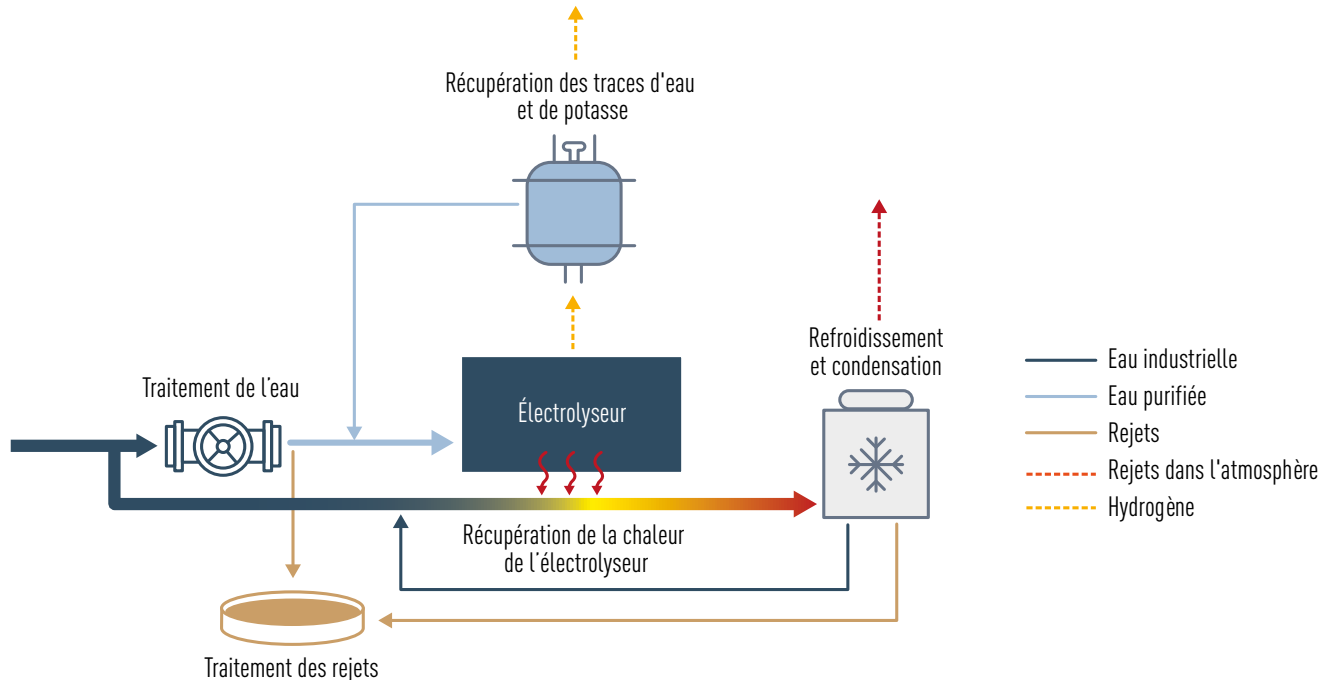 Récupération des traces d'eau
et de potasse
Refroidissement
et condensation
Traitement de l'eau
Électrolyseur
Récupération de la chaleur
de l'électrolyseur
Traitement des rejets
Eau industrielle
Eau purifiée
Rejets
Rejets dans l'atmosphère
Hydrogène